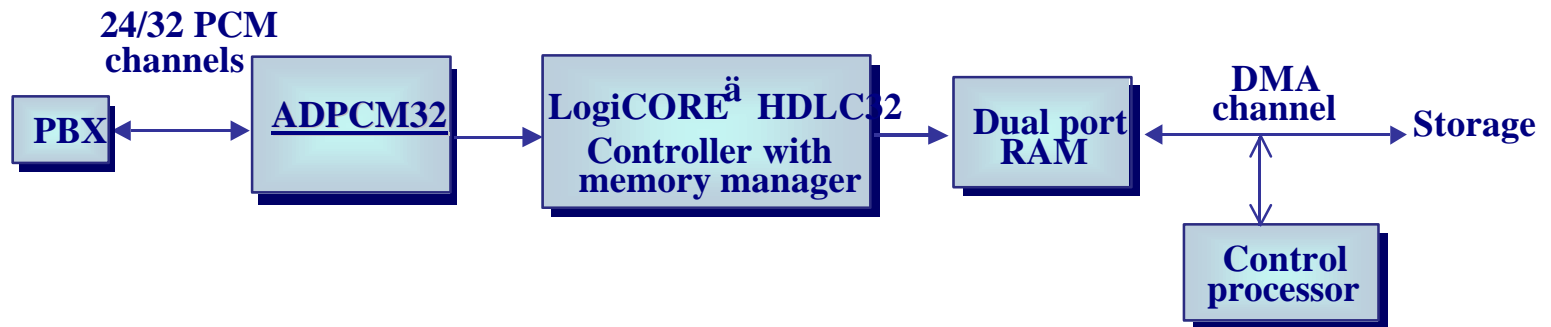 24/32 PCM
channels
PBX
ADPCM32
LogiCORE ä HDLC32
Controller with
memory manager
Dual port
RAM
DMA
channel
Storage
Control
processor